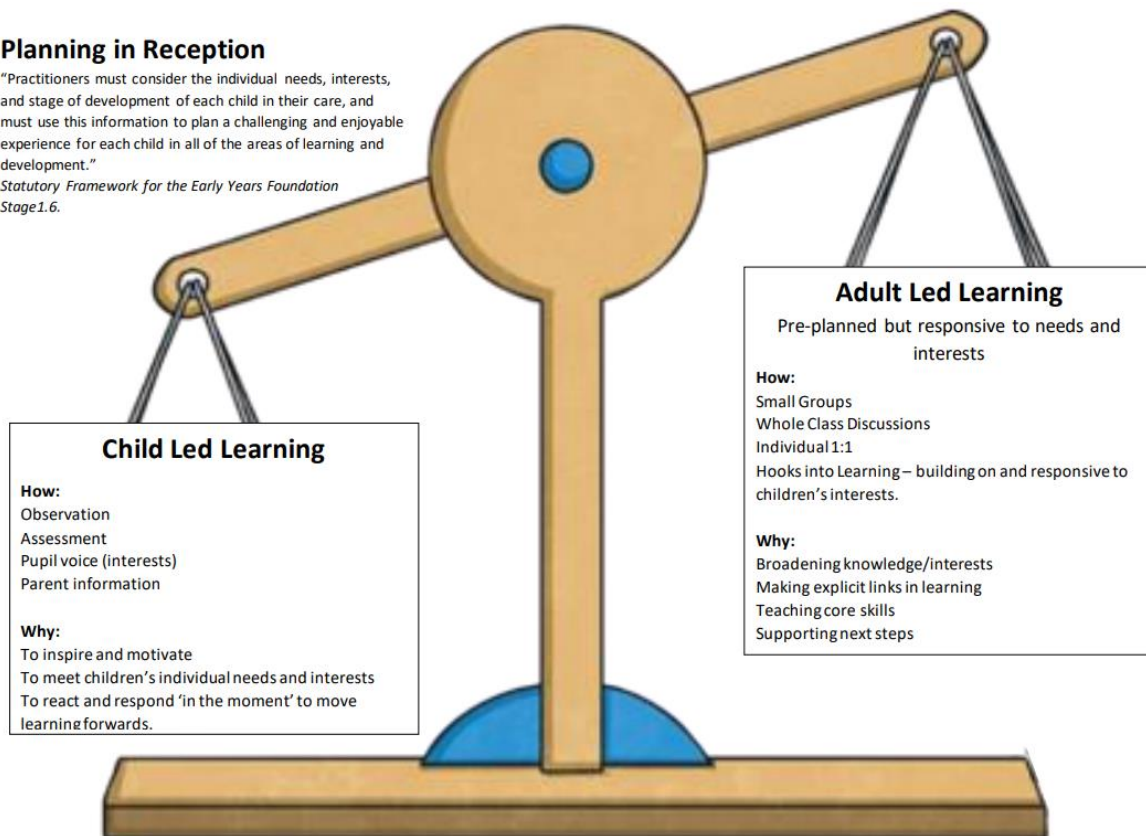 Planning in Reception
“Practitioners must consider the individual needs, interests,
and stage of development of each child in their care, and
must use this information to plan a challenging and enjoyable
experience for each child in all of the areas of learning and
development.”
Statutory Framework for the Early Years Foundation
Stage1.6.
Child Led Learning
How:
Observation
Assessment
Pupil voice (interests)
Parent information
Why:
To inspire and motivate
To meet children’s individual needs and interests
To react and respond ‘in the moment’ to move
learning forwards.
Adult Led Learning
Pre-planned but responsive to needs and
interests
How:
Small Groups
Whole Class Discussions
Individual 1:1
Hooks into Learning – building on and responsive to
children’s interests.
Why:
Broadening knowledge/interests
Making explicit links in learning
Teaching core skills
Supporting next steps